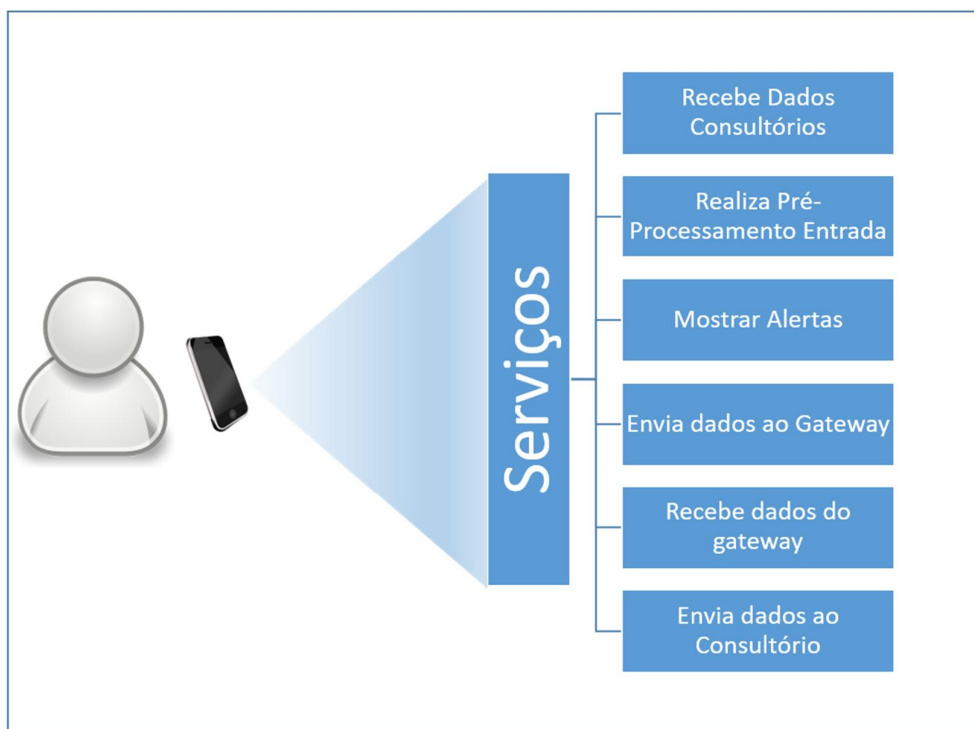 Serviços
Recebe Dados
Consultórios
Realiza Pré-
Processamento Entrada
Mostrar Alertas
Envia dados ao Gateway
Recebe dados do
gateway
Envia dados ao
Consultório